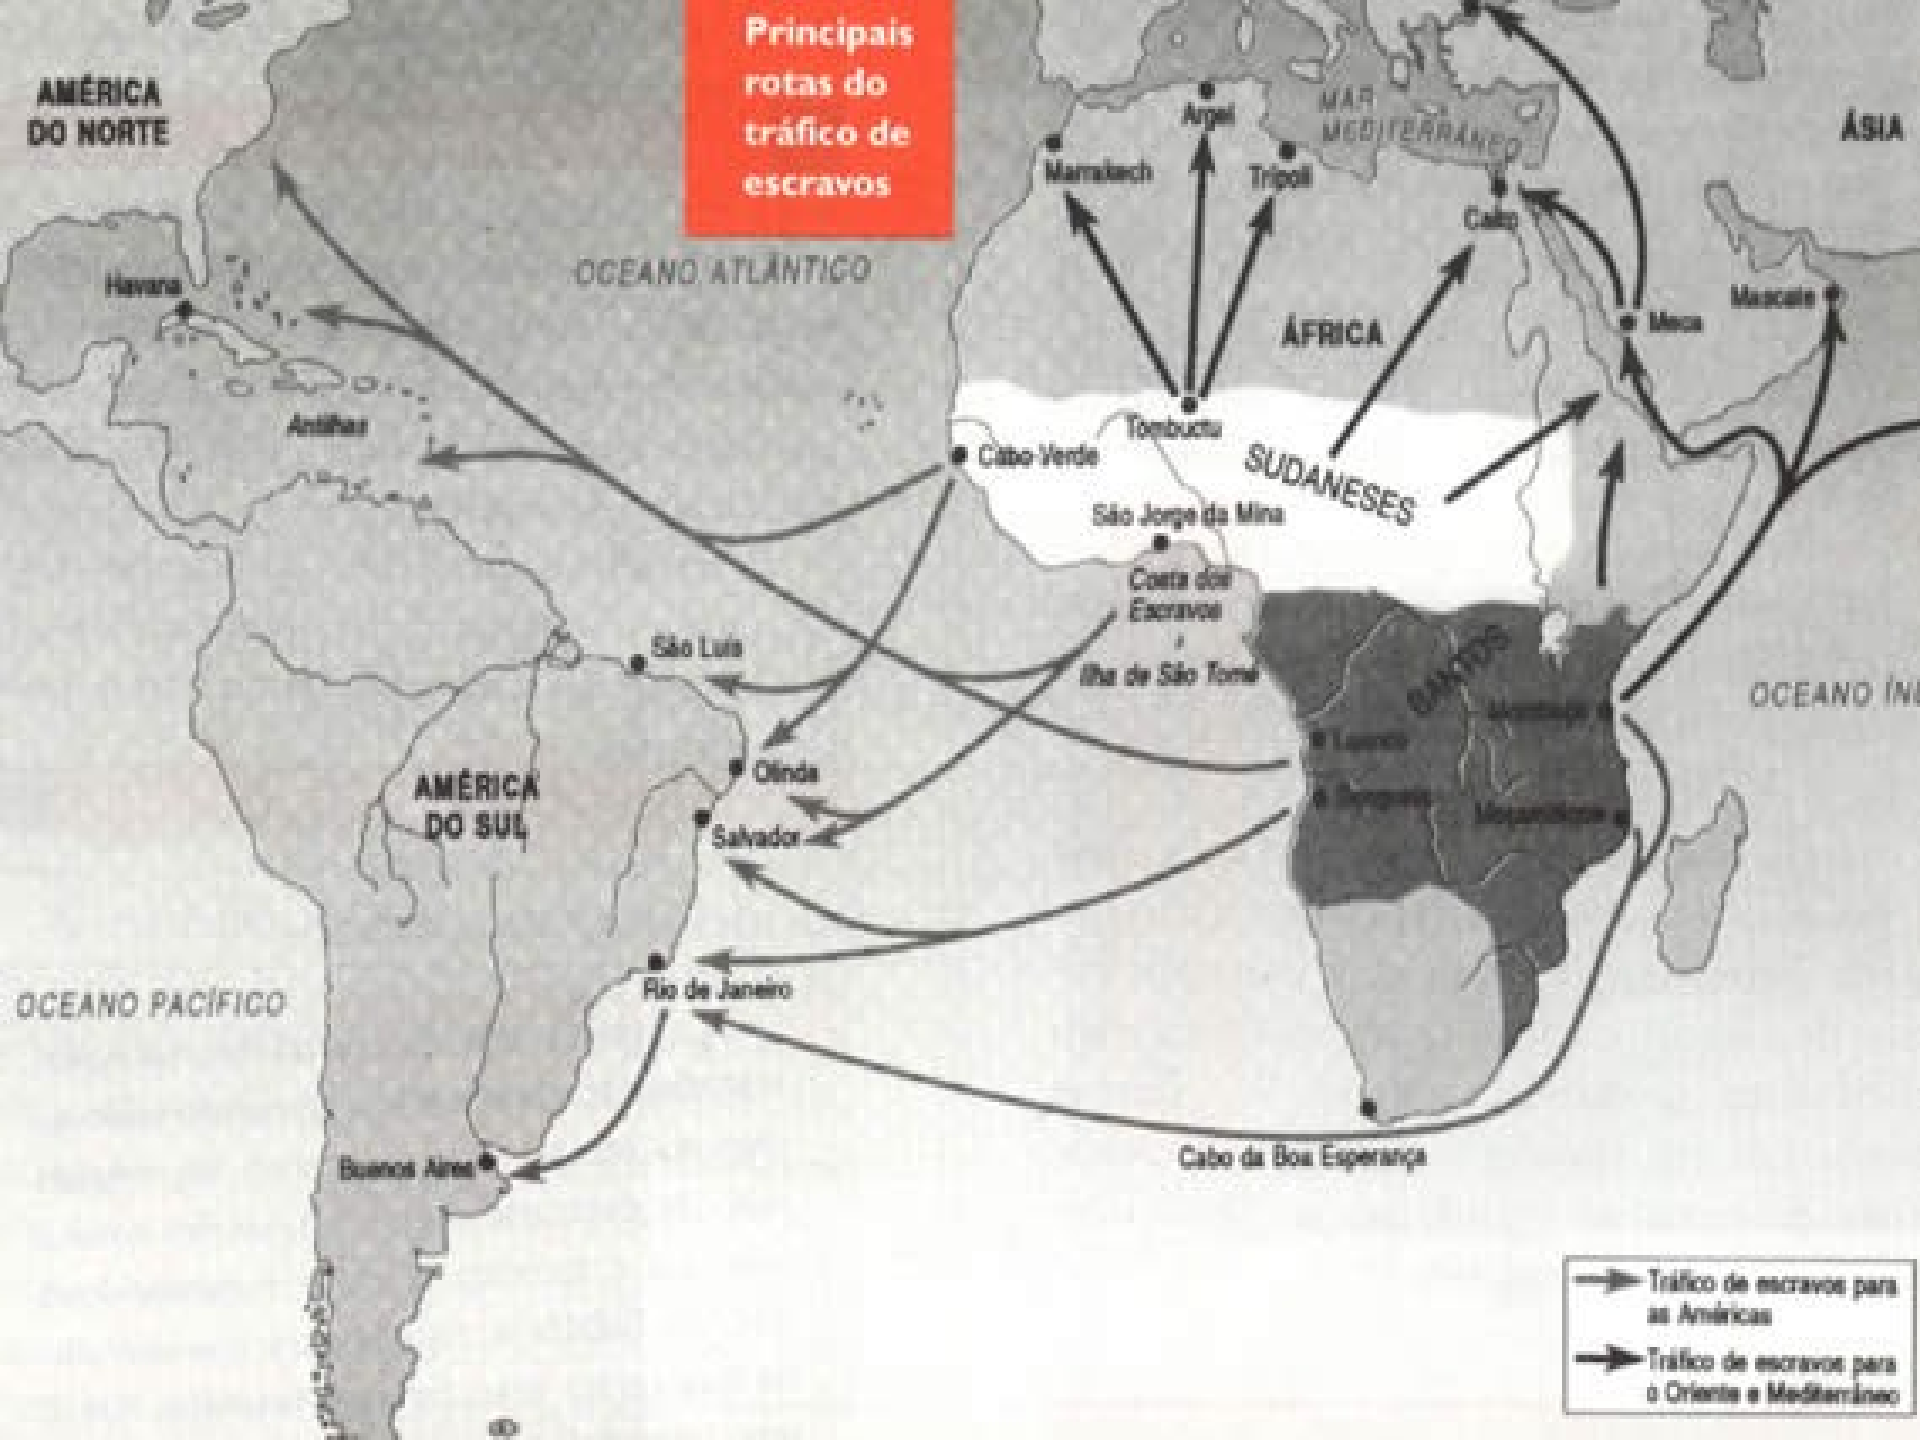 Principais
rotas do
tráfico de
escravos
AMÉRICA
DO NORTE
OCEANO ATLÂNTICO
Havana
Antilhas
Argel
Marrakech
Trípoli
MAR
MEDITERRÂNEO
Cairo
ÁSIA
Mascate
Meca
ÁFRICA
Tombuctu
Cabo Verde
SUDANESES
São Jorge da Mina
Costa dos
Escravos
Ilha de São Tomé
BANTOS
Luanda
Moçambique
OCEANO ÍND
São Luís
Olinda
Salvador
AMÉRICA
DO SUL
Rio de Janeiro
OCEANO PACÍFICO
Buenos Aires
Cabo da Boa Esperança
Tráfico de escravos para
as Américas
Tráfico de escravos para
o Oriente e Mediterrâneo